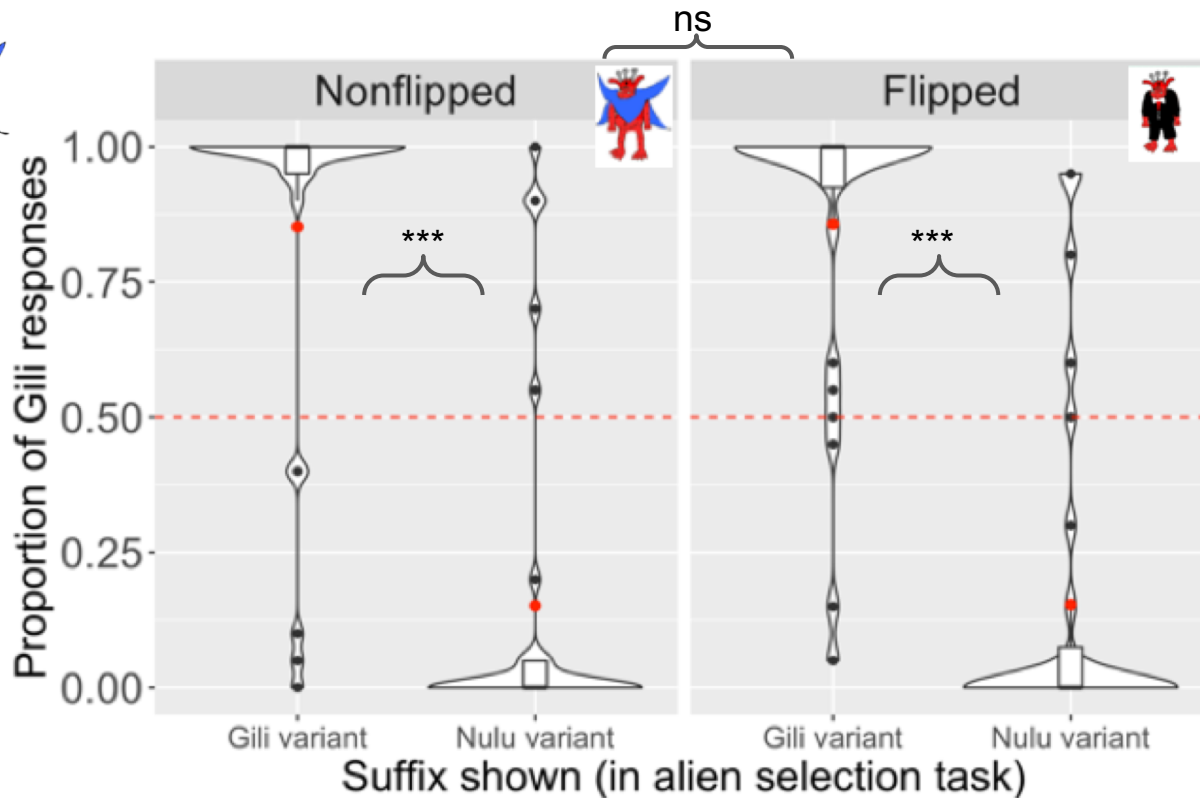 ns
Nonflipped
Flipped
Proportion of Gili responses
1.00
0.75
0.50
0.25
0.00
***
***
Gili variant
Nulu variant
Gili variant
Nulu variant
Suffix shown (in alien selection task)